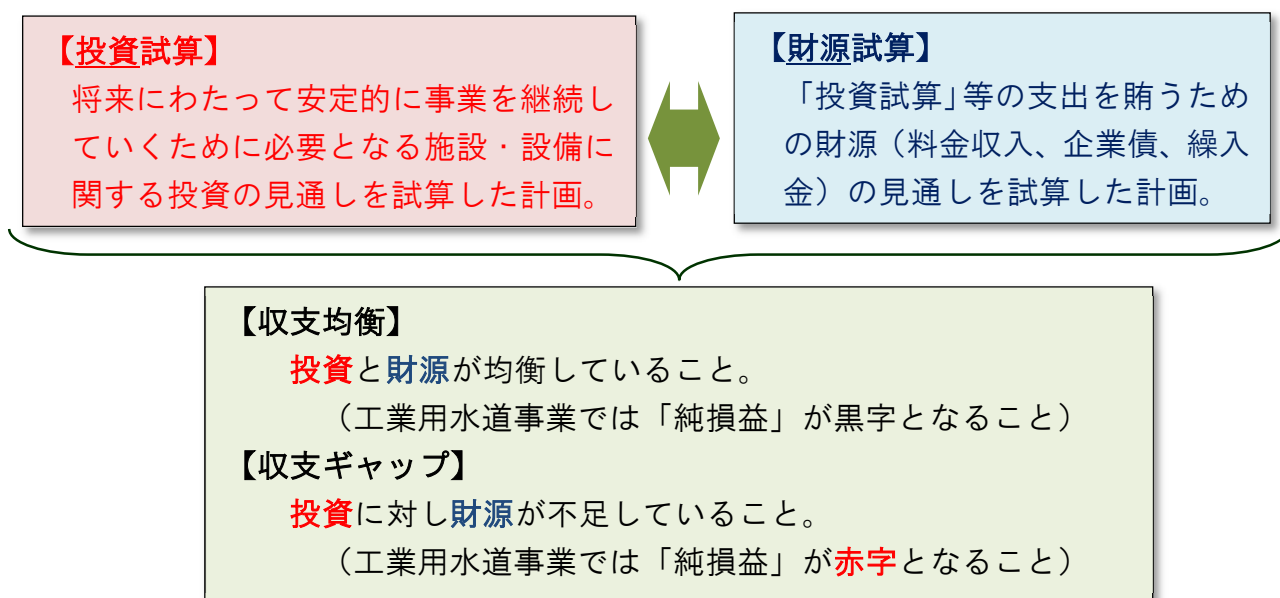 【投資試算】
将来にわたって安定的に事業を継続し
ていくために必要となる施設・設備に
関する投資の見通しを試算した計画。
【財源試算】
「投資試算」等の支出を賄うため
の財源（料金収入、企業債、繰入
金）の見通しを試算した計画。
【収支均衡】
投資と財源が均衡していること。
（工業用水道事業では「純損益」が黒字となること）
【収支ギャップ】
投資に対し財源が不足していること。
（工業用水道事業では「純損益」が赤字となること）